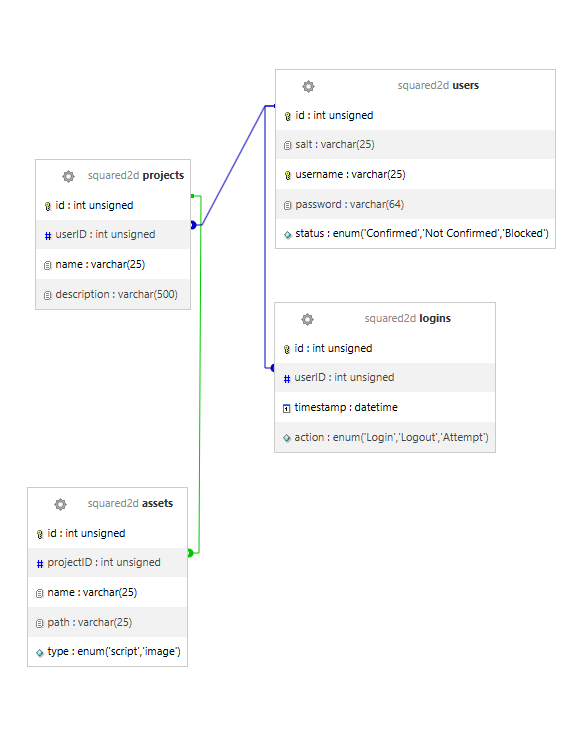 squared2d users
id : int unsigned
salt : varchar(25)
username : varchar(25)
password : varchar(64)
status : enum('Confirmed','Not Confirmed','Blocked')
squared2d projects
id : int unsigned
userID : int unsigned
name : varchar(25)
description : varchar(500)
squared2d logins
id : int unsigned
userID : int unsigned
timestamp : datetime
action : enum('Login','Logout','Attempt')
squared2d assets
id : int unsigned
projectID : int unsigned
name : varchar(25)
path : varchar(25)
type : enum('script','image')